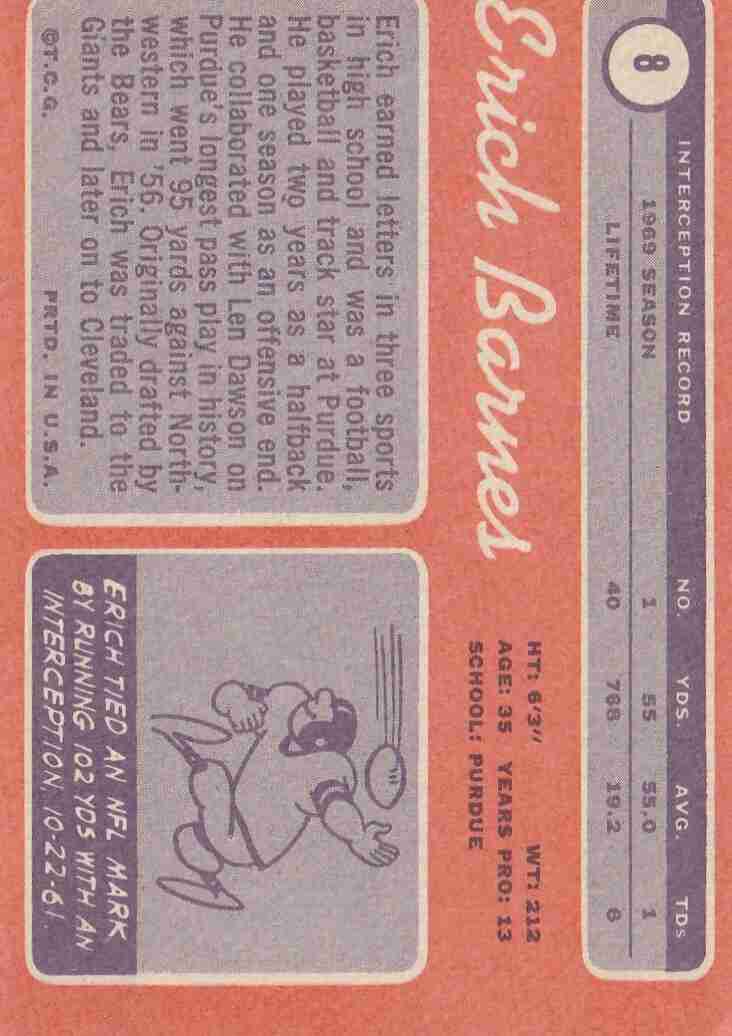 8
INTERCEPTION RECORD NO. YDS. AVG. TDs
1969 SEASON 1 55 55.0 1
LIFETIME 40 768 19.2 6
Erich Barnes
HT: 6'3" WT: 212
AGE: 35 YEARS PRO: 13
SCHOOL: PURDUE
Erich earned letters in three sports
in high school and was a football,
basketball and track star at Purdue.
He played two years as a halfback
and one season as an offensive end.
He collaborated with Len Dawson on
Purdue's longest pass play in history,
which went 95 yards against North-
western in '56. Originally drafted by
the Bears, Erich was traded to the
Giants and later on to Cleveland.
©T.C.G. PRTD. IN U.S.A.
ERICH TIED AN NFL MARK
BY RUNNING 102 YDS WITH AN
INTERCEPTION, 10-22-61.